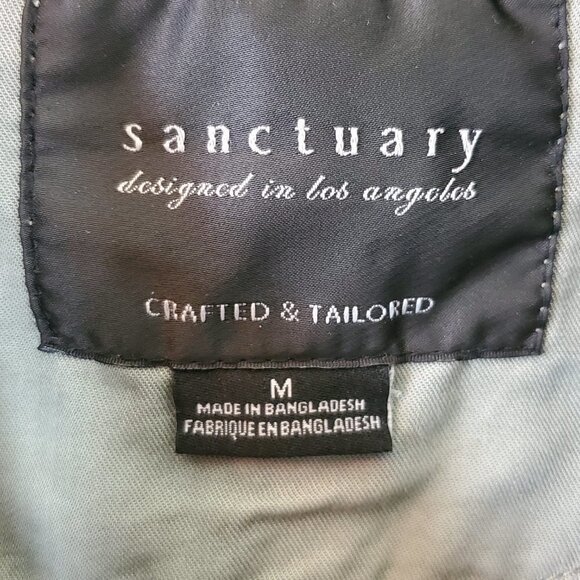 sanctuary
designed in los angeles
CRAFTED & TAILORED
M
MADE IN BANGLADESH
FABRIQUE EN BANGLADESH